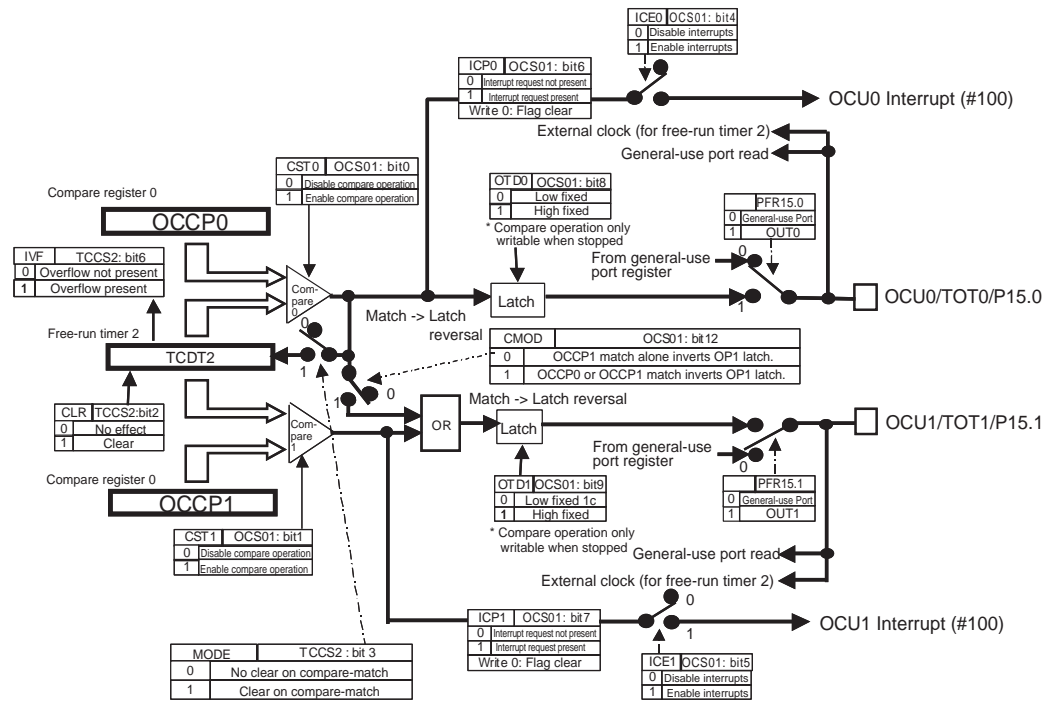 ICE0 OCS01: bit4
0 Disable interrupts
1 Enable interrupts
ICP0 OCS01: bit6
0 Interrupt request not present
1 Interrupt request present
Write 0: Flag clear
OCU0 Interrupt (#100)
External clock (for free-run timer 2)
General-use port read
CST0 OCS01: bit0
0 Disable compare operation
1 Enable compare operation
OTD0 OCS01: bit8
0 Low fixed
1 High fixed
* Compare operation only
writable when stopped
PFR15.0
0 General-use Port
1 OUT0
Compare register 0
OCCP0
IVF TCCS2: bit6
0 Overflow not present
1 Overflow present
From general-use
port register
0
1
Com-
pare
0
Latch
OCU0/TOT0/P15.0
Match -> Latch
reversal
Free-run timer 2
TCDT2
0
1
CMOD OCS01: bit12
0 OCCP1 match alone inverts OP1 latch.
1 OCCP0 or OCCP1 match inverts OP1 latch.
0
1
CLR TCCS2:bit2
0 No effect
1 Clear
Com-
pare
1
OR
Match -> Latch reversal
Latch
1
OCU1/TOT1/P15.1
From general-use
port register
0
Compare register 0
OCCP1
OTD1 OCS01: bit9
0 Low fixed 1c
1 High fixed
* Compare operation only
writable when stopped
PFR15.1
0 General-use Port
1 OUT1
CST1 OCS01: bit1
0 Disable compare operation
1 Enable compare operation
General-use port read
External clock (for free-run timer 2)
ICP1 OCS01: bit7
0 Interrupt request not present
1 Interrupt request present
Write 0: Flag clear
0
1
OCU1 Interrupt (#100)
MODE TCCS2 : bit 3
0 No clear on compare-match
1 Clear on compare-match
ICE1 OCS01: bit5
0 Disable interrupts
1 Enable interrupts